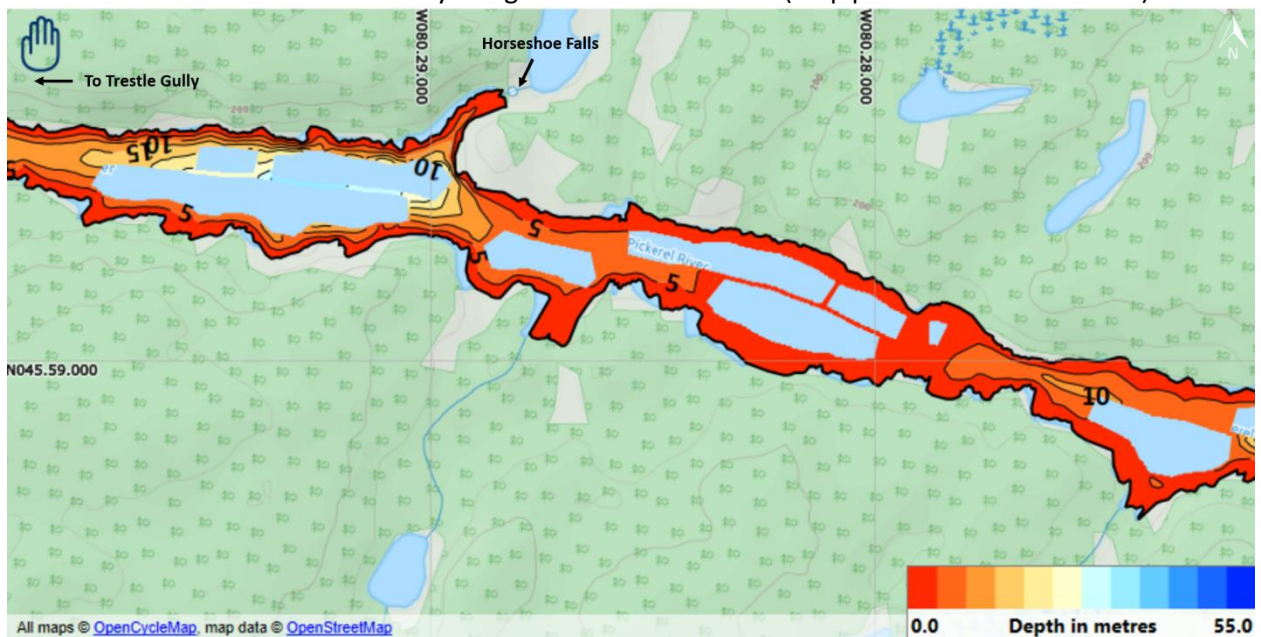 Horseshoe Falls
To Trestle Gully
W080.29.000
W080.28.000
N
200
200
200
200
15
10
10
5
5
5
5
Pickerel River
N045.59.000
10
0.0 Depth in metres 55.0
All maps © OpenCycleMap, map data © OpenStreetMap